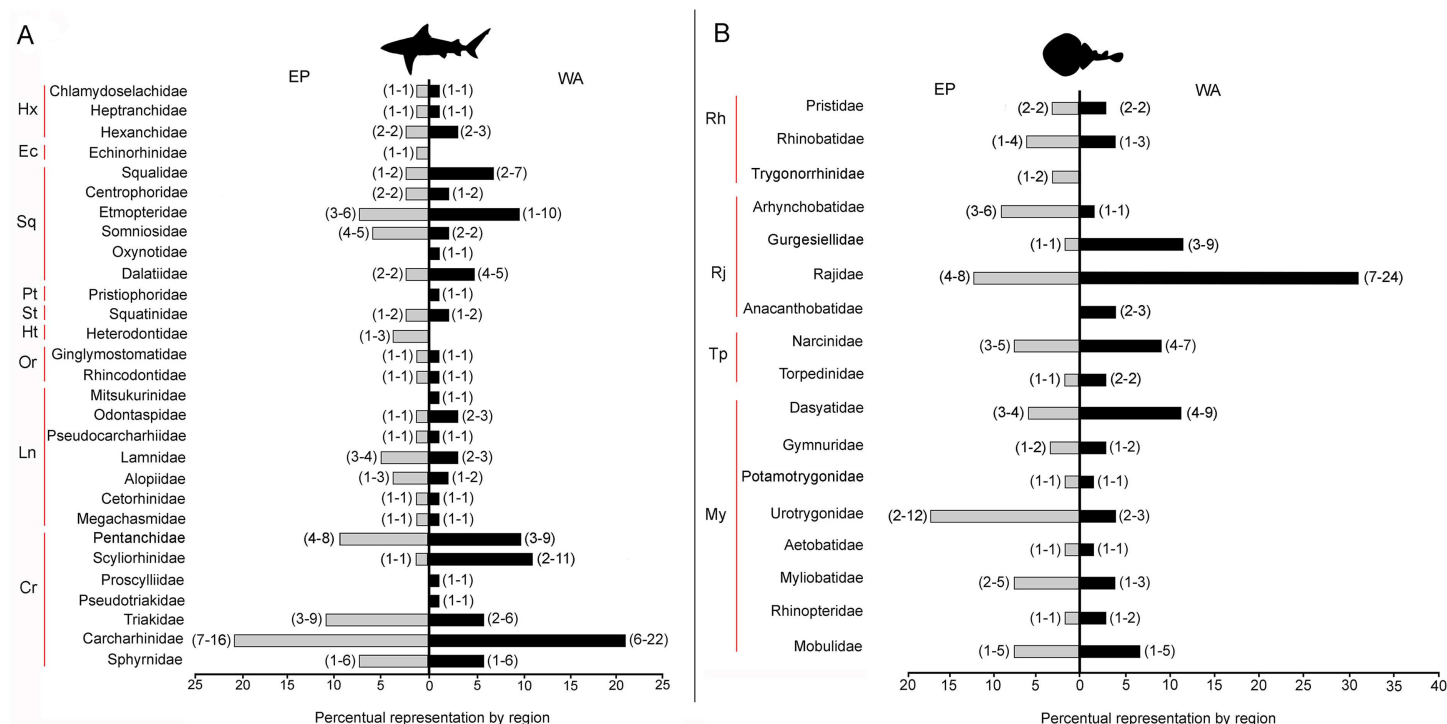 A
EP
WA
Hx
Chlamydoselachidae (1-1) (1-1)
Heptranchidae (1-1) (1-1)
Hexanchidae (2-2) (2-3)
Ec
Echinorhinidae (1-1)
Sq
Squalidae (1-2) (2-7)
Centrophoridae (2-2) (1-2)
Etmopteridae (3-6) (1-10)
Somniosidae (4-5) (2-2)
Oxynotidae (1-1)
Dalatiidae (2-2) (4-5)
Pt
Pristiophoridae (1-1)
St
Squatinidae (1-2) (1-2)
Ht
Heterodontidae (1-3)
Or
Ginglymostomatidae (1-1) (1-1)
Rhincodontidae (1-1) (1-1)
Ln
Mitsukurinidae (1-1)
Odontaspidae (1-1) (2-3)
Pseudocarcharhiidae (1-1) (1-1)
Lamnidae (3-4) (2-3)
Alopiidae (1-3) (1-2)
Cetorhinidae (1-1) (1-1)
Megachasmidae (1-1) (1-1)
Cr
Pentanchidae (4-8) (3-9)
Scyliorhinidae (1-1) (2-11)
Proscylliidae (1-1)
Pseudotriakidae (1-1)
Triakidae (3-9) (2-6)
Carcharhinidae (7-16) (6-22)
Sphyrnidae (1-6) (1-6)
25 20 15 10 5 0 5 10 15 20 25
Percentual representation by region
B
EP
WA
Rh
Pristidae (2-2) (2-2)
Rhinobatidae (1-4) (1-3)
Trygonorrhinidae (1-2)
Rj
Arhynchobatidae (3-6) (1-1)
Gurgesiellidae (1-1) (3-9)
Rajidae (4-8) (7-24)
Anacanthobatidae (2-3)
Tp
Narcinidae (3-5) (4-7)
Torpedinidae (1-1) (2-2)
My
Dasyatidae (3-4) (4-9)
Gymnuridae (1-2) (1-2)
Potamotrygonidae (1-1) (1-1)
Urotrygonidae (2-12) (2-3)
Aetobatidae (1-1) (1-1)
Myliobatidae (2-5) (1-3)
Rhinopteridae (1-1) (1-2)
Mobulidae (1-5) (1-5)
20 15 10 5 0 5 10 15 20 25 30 35 40
Percentual representation by region